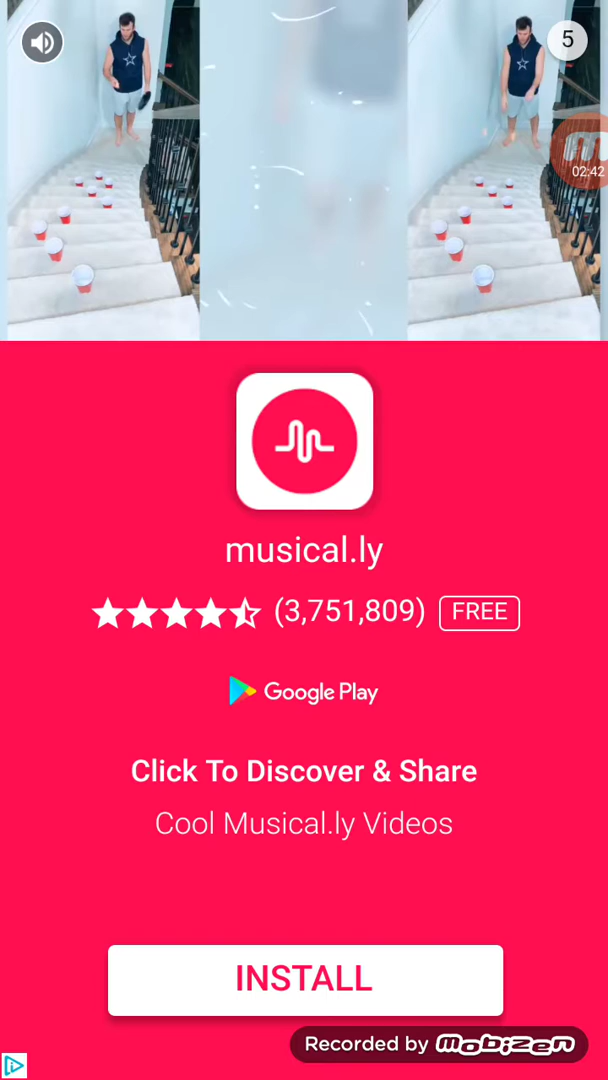 5
02:42
musical.ly
(3,751,809) FREE
Google Play
Click To Discover & Share
Cool Musical.ly Videos
INSTALL
Recorded by mobizen